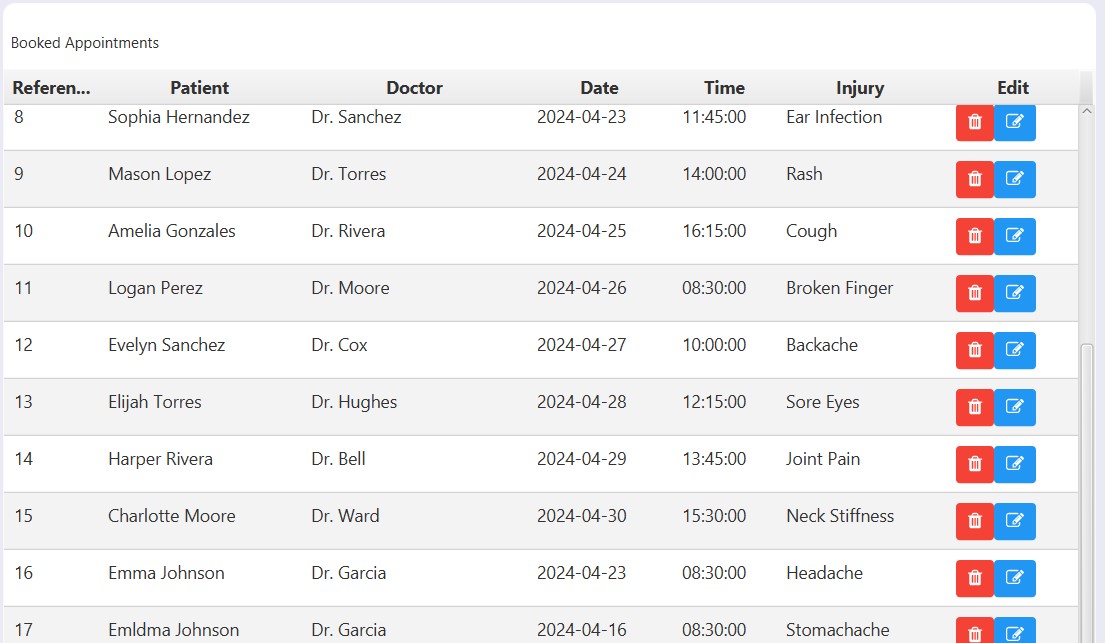 Booked Appointments
Referen... Patient Doctor Date Time Injury Edit
8 Sophia Hernandez Dr. Sanchez 2024-04-23 11:45:00 Ear Infection
9 Mason Lopez Dr. Torres 2024-04-24 14:00:00 Rash
10 Amelia Gonzales Dr. Rivera 2024-04-25 16:15:00 Cough
11 Logan Perez Dr. Moore 2024-04-26 08:30:00 Broken Finger
12 Evelyn Sanchez Dr. Cox 2024-04-27 10:00:00 Backache
13 Elijah Torres Dr. Hughes 2024-04-28 12:15:00 Sore Eyes
14 Harper Rivera Dr. Bell 2024-04-29 13:45:00 Joint Pain
15 Charlotte Moore Dr. Ward 2024-04-30 15:30:00 Neck Stiffness
16 Emma Johnson Dr. Garcia 2024-04-23 08:30:00 Headache
17 Emldma Johnson Dr. Garcia 2024-04-16 08:30:00 Stomachache